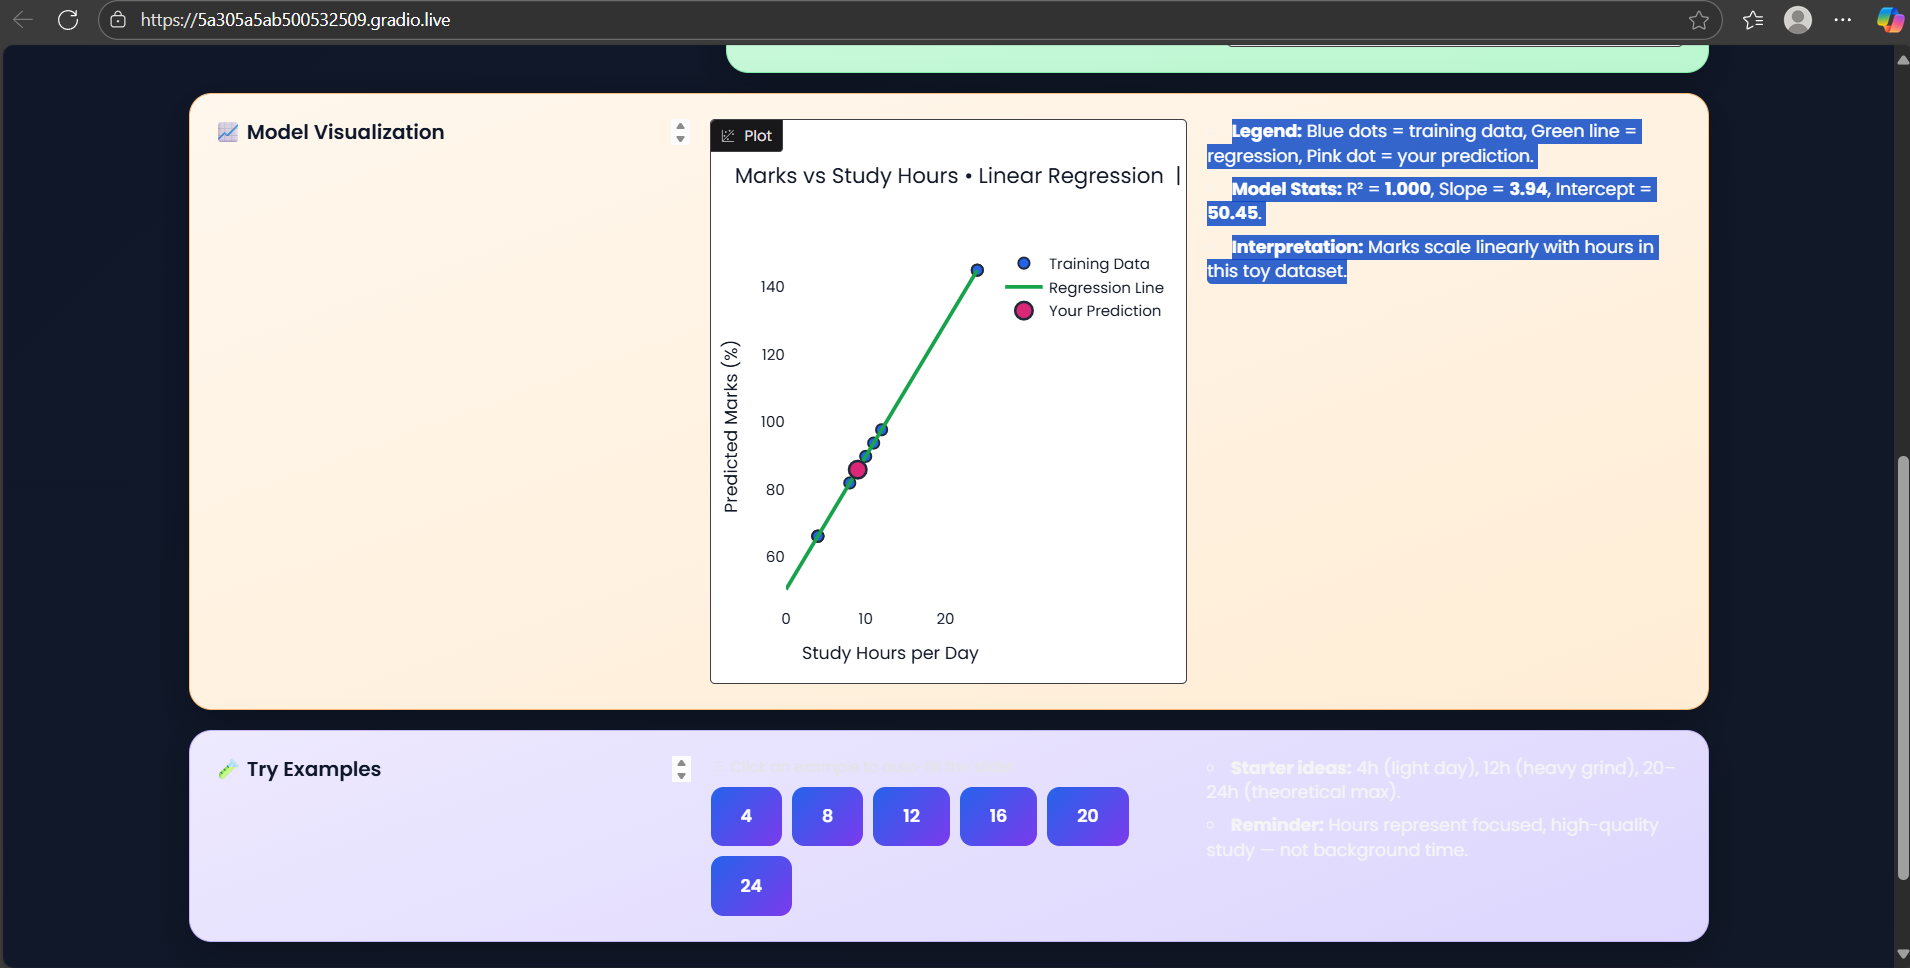 https://5a305a5ab500532509.gradio.live
📈 Model Visualization
Plot
Marks vs Study Hours • Linear Regression |
140
120
100
80
60
0 10 20
Predicted Marks (%)
Study Hours per Day
Training Data
Regression Line
Your Prediction
Legend: Blue dots = training data, Green line =
regression, Pink dot = your prediction.
Model Stats: R² = 1.000, Slope = 3.94, Intercept =
50.45.
Interpretation: Marks scale linearly with hours in
this toy dataset.
🧪 Try Examples
4 8 12 16 20
24
Starter ideas: 4h (light day), 12h (heavy grind), 20–
24h (theoretical max).
Reminder: Hours represent focused, high-quality
study — not background time.